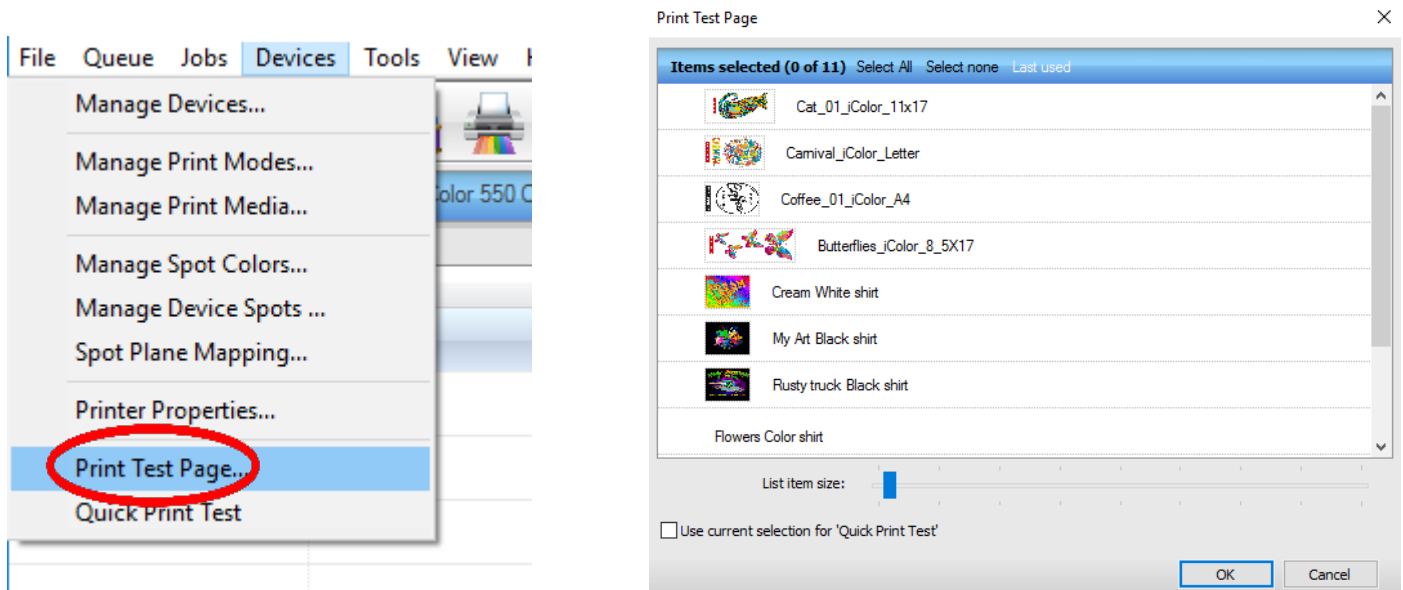 File Queue Jobs Devices Tools View
Manage Devices...
Manage Print Modes...
Manage Print Media...
Manage Spot Colors...
Manage Device Spots ...
Spot Plane Mapping...
Printer Properties...
Print Test Page...
Quick Print Test
Color 550
Print Test Page
Items selected (0 of 11) Select All Select none Last used
Cat_01_iColor_11x17
Carnival_iColor_Letter
Coffee_01_iColor_A4
Butterflies_iColor_8_5X17
Cream White shirt
My Art Black shirt
Rusty truck Black shirt
Flowers Color shirt
List item size:
Use current selection for 'Quick Print Test'
OK Cancel